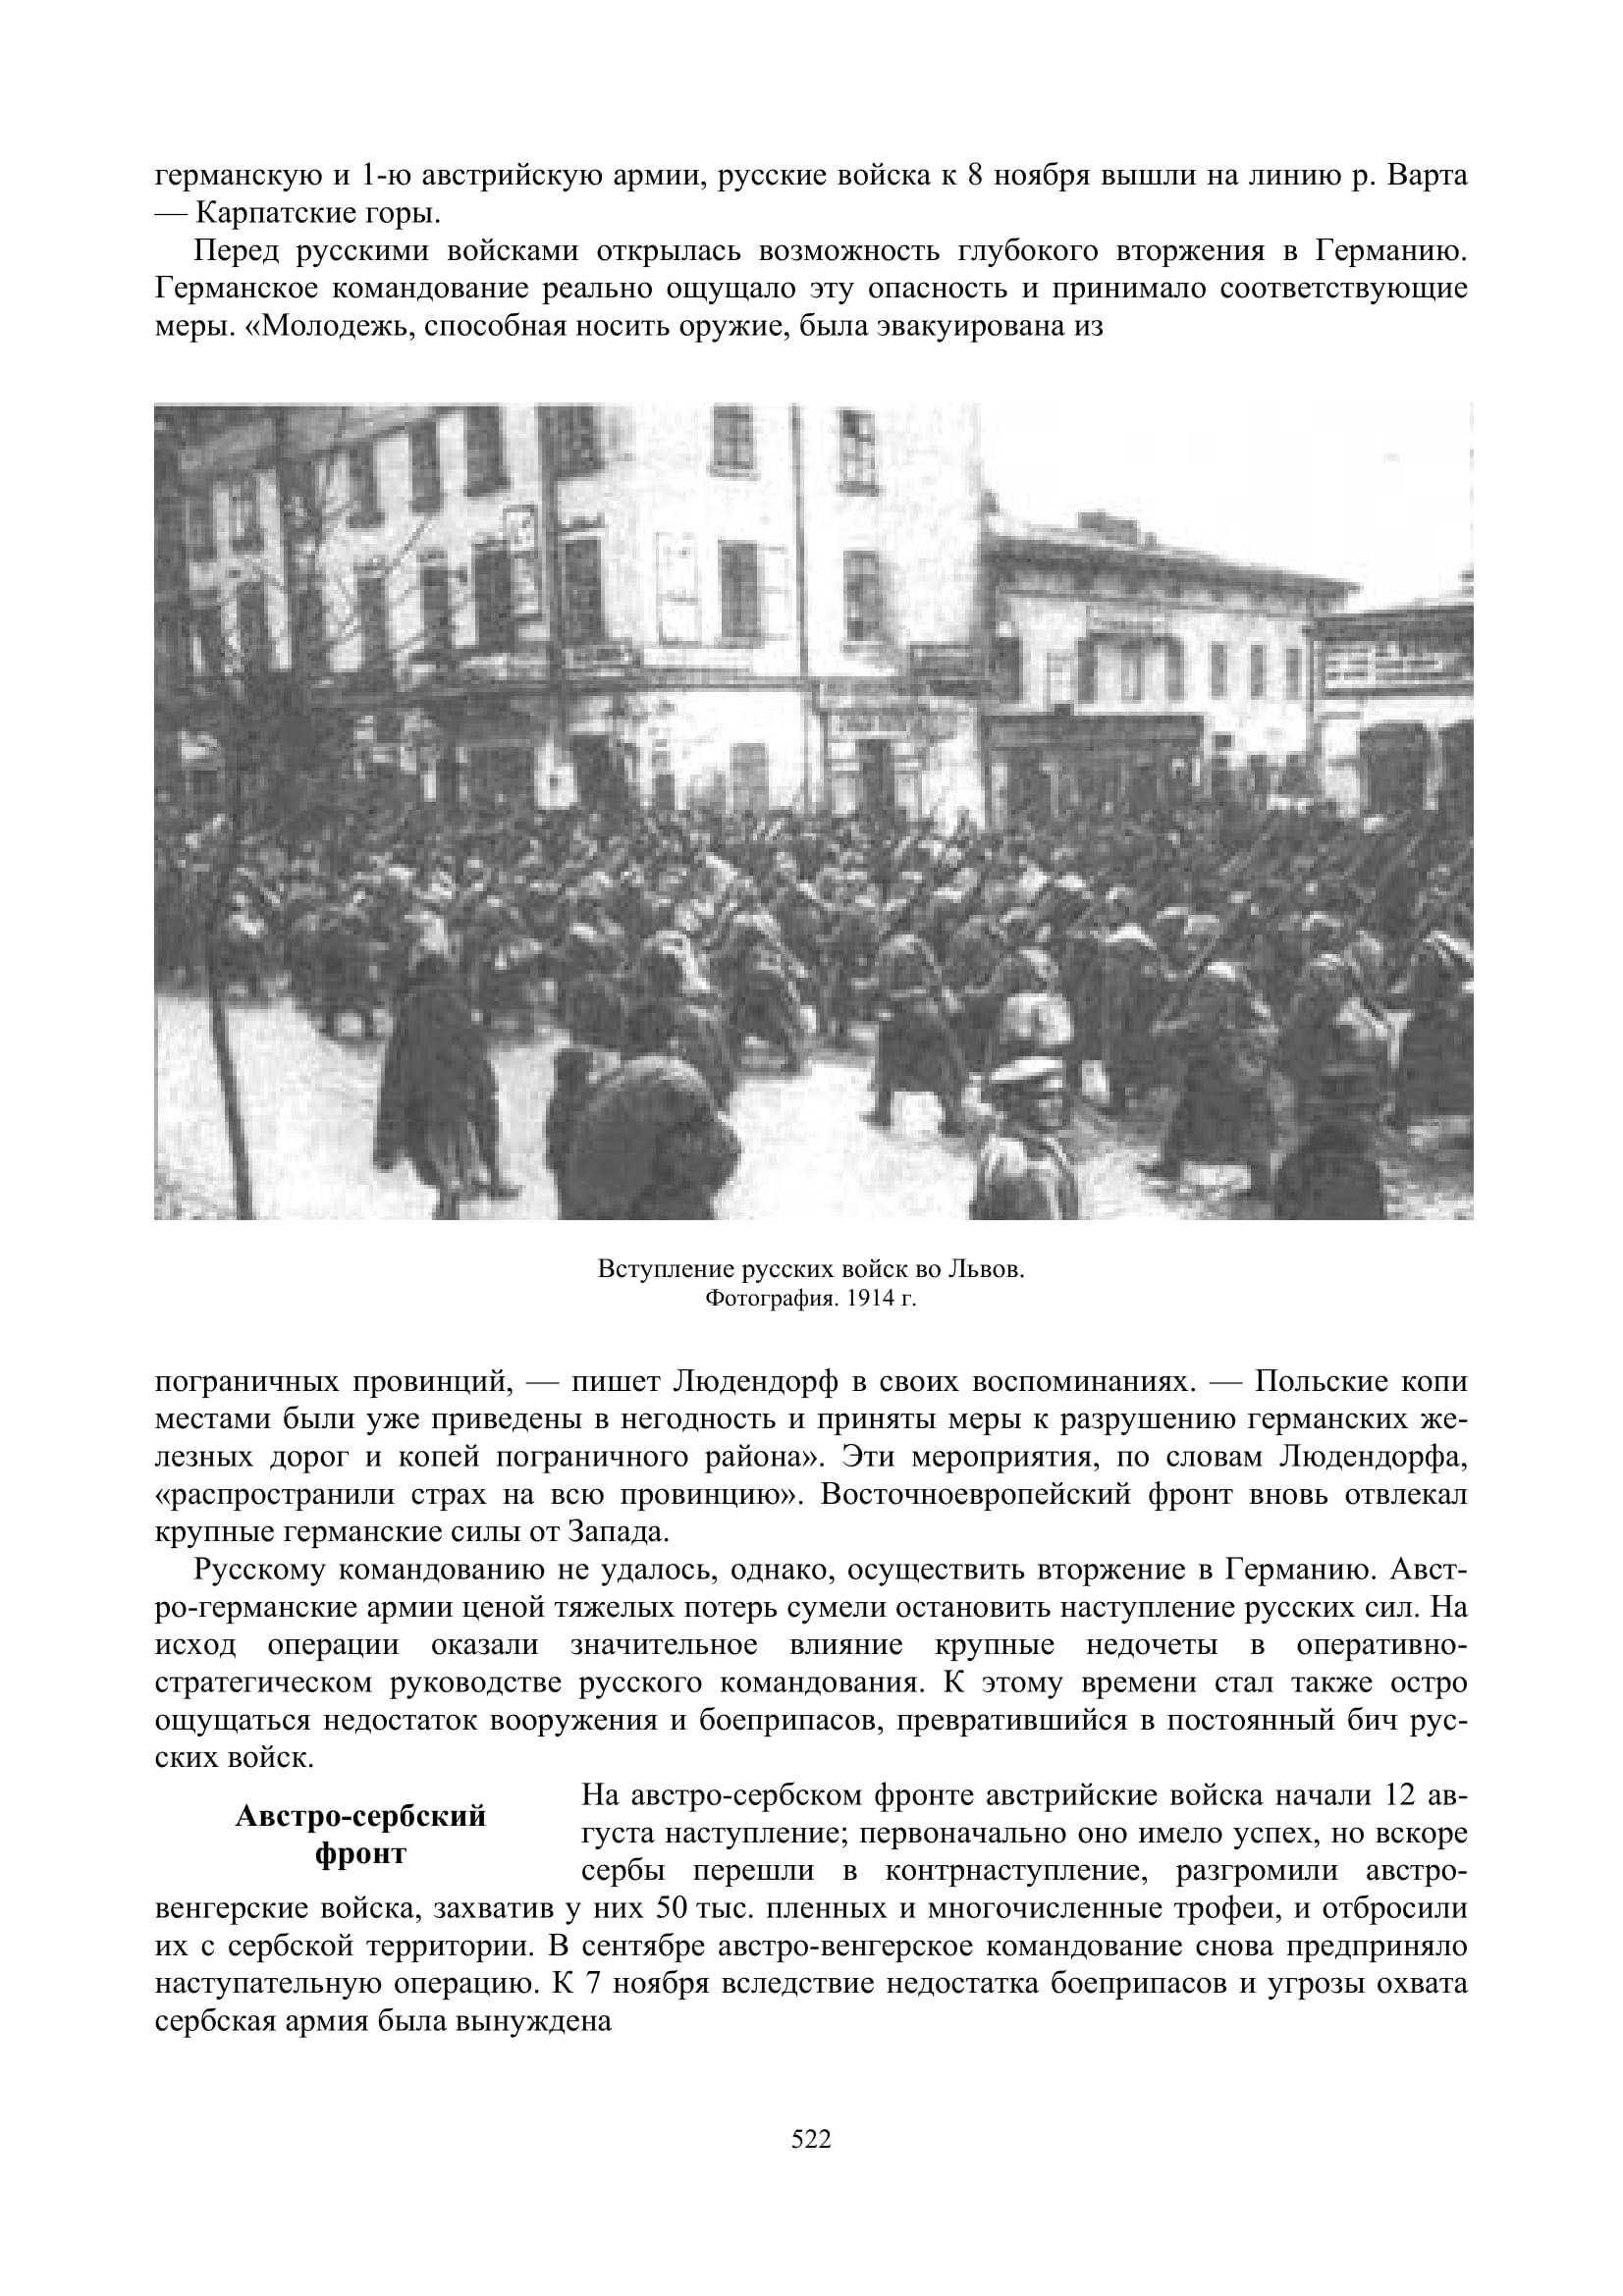 германскую и 1-ю австрийскую армии, русские войска к 8 ноября вышли на линию р. Варта
— Карпатские горы.
Перед русскими войсками открылась возможность глубокого вторжения в Германию.
Германское командование реально ощущало эту опасность и принимало соответствующие
меры. «Молодежь, способная носить оружие, была эвакуирована из
Вступление русских войск во Львов.
Фотография. 1914 г.
пограничных провинций, — пишет Людендорф в своих воспоминаниях. — Польские копи
местами были уже приведены в негодность и приняты меры к разрушению германских же-
лезных дорог и копей пограничного района». Эти мероприятия, по словам Людендорфа,
«распространили страх на всю провинцию». Восточноевропейский фронт вновь отвлекал
крупные германские силы от Запада.
Русскому командованию не удалось, однако, осуществить вторжение в Германию. Авст-
ро-германские армии ценой тяжелых потерь сумели остановить наступление русских сил. На
исход операции оказали значительное влияние крупные недочеты в оперативно-
стратегическом руководстве русского командования. К этому времени стал также остро
ощущаться недостаток вооружения и боеприпасов, превратившийся в постоянный бич рус-
ских войск.
Австро-сербский
фронт
На австро-сербском фронте австрийские войска начали 12 ав-
густа наступление; первоначально оно имело успех, но вскоре
сербы перешли в контрнаступление, разгромили австро-
венгерские войска, захватив у них 50 тыс. пленных и многочисленные трофеи, и отбросили
их с сербской территории. В сентябре австро-венгерское командование снова предприняло
наступательную операцию. К 7 ноября вследствие недостатка боеприпасов и угрозы охвата
сербская армия была вынуждена
522